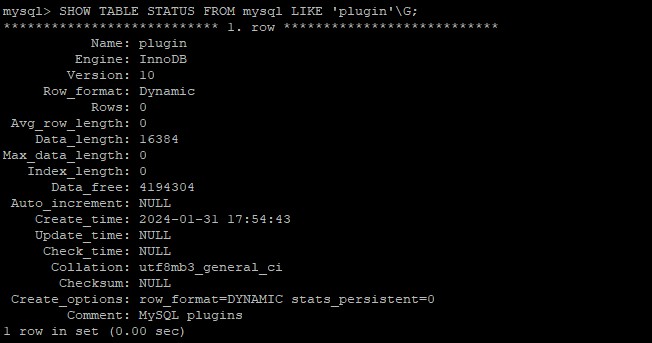 mysql> SHOW TABLE STATUS FROM mysql LIKE 'plugin'\G;
*************************** 1. row ***************************
           Name: plugin
         Engine: InnoDB
        Version: 10
     Row_format: Dynamic
           Rows: 0
 Avg_row_length: 0
    Data_length: 16384
Max_data_length: 0
   Index_length: 0
      Data_free: 4194304
 Auto_increment: NULL
    Create_time: 2024-01-31 17:54:43
    Update_time: NULL
     Check_time: NULL
      Collation: utf8mb3_general_ci
       Checksum: NULL
 Create_options: row_format=DYNAMIC stats_persistent=0
        Comment: MySQL plugins
1 row in set (0.00 sec)